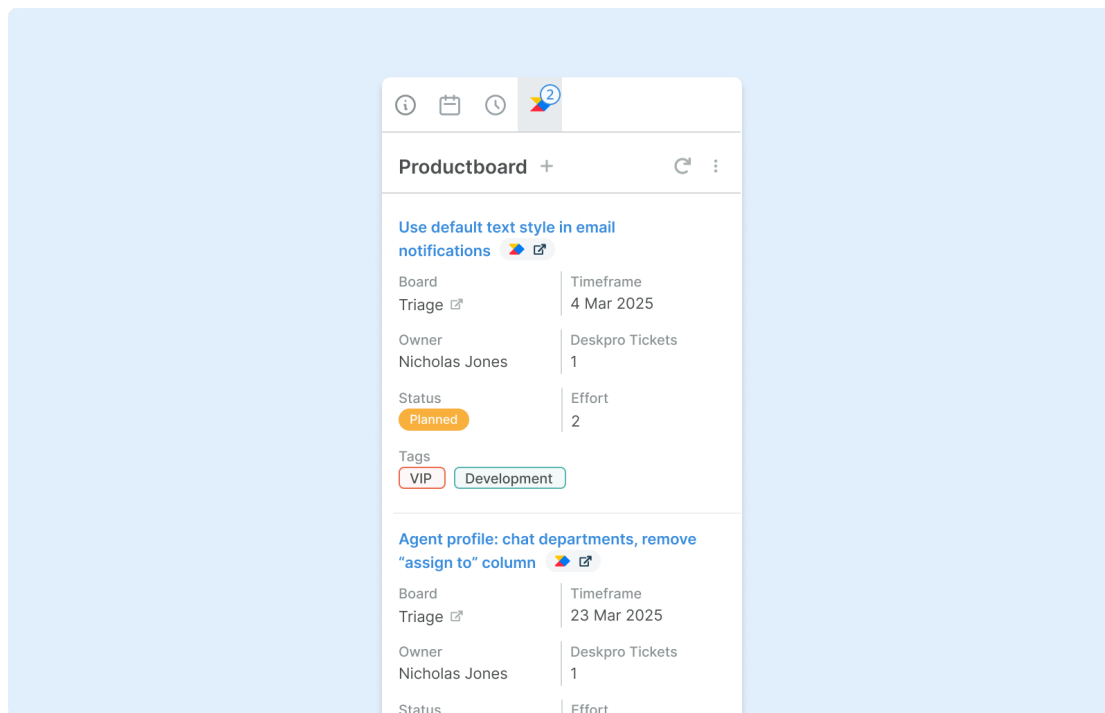 2
Productboard
Use default text style in email
notifications
Board
Timeframe
Triage
4 Mar 2025
Owner
Deskpro Tickets
Nicholas Jones
1
Status
Effort
Planned
2
Tags
VIP
Development
Agent profile: chat departments, remove
“assign to” column
Board
Timeframe
Triage
23 Mar 2025
Owner
Deskpro Tickets
Nicholas Jones
1
Status
Effort